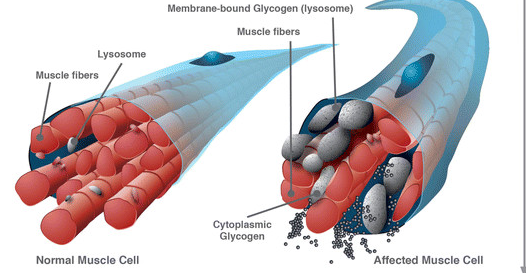 Membrane-bound Glycogen (lysosome)
Muscle fibers
Lysosome
Muscle fibers
Cytoplasmic
Glycogen
Normal Muscle Cell
Affected Muscle Cell